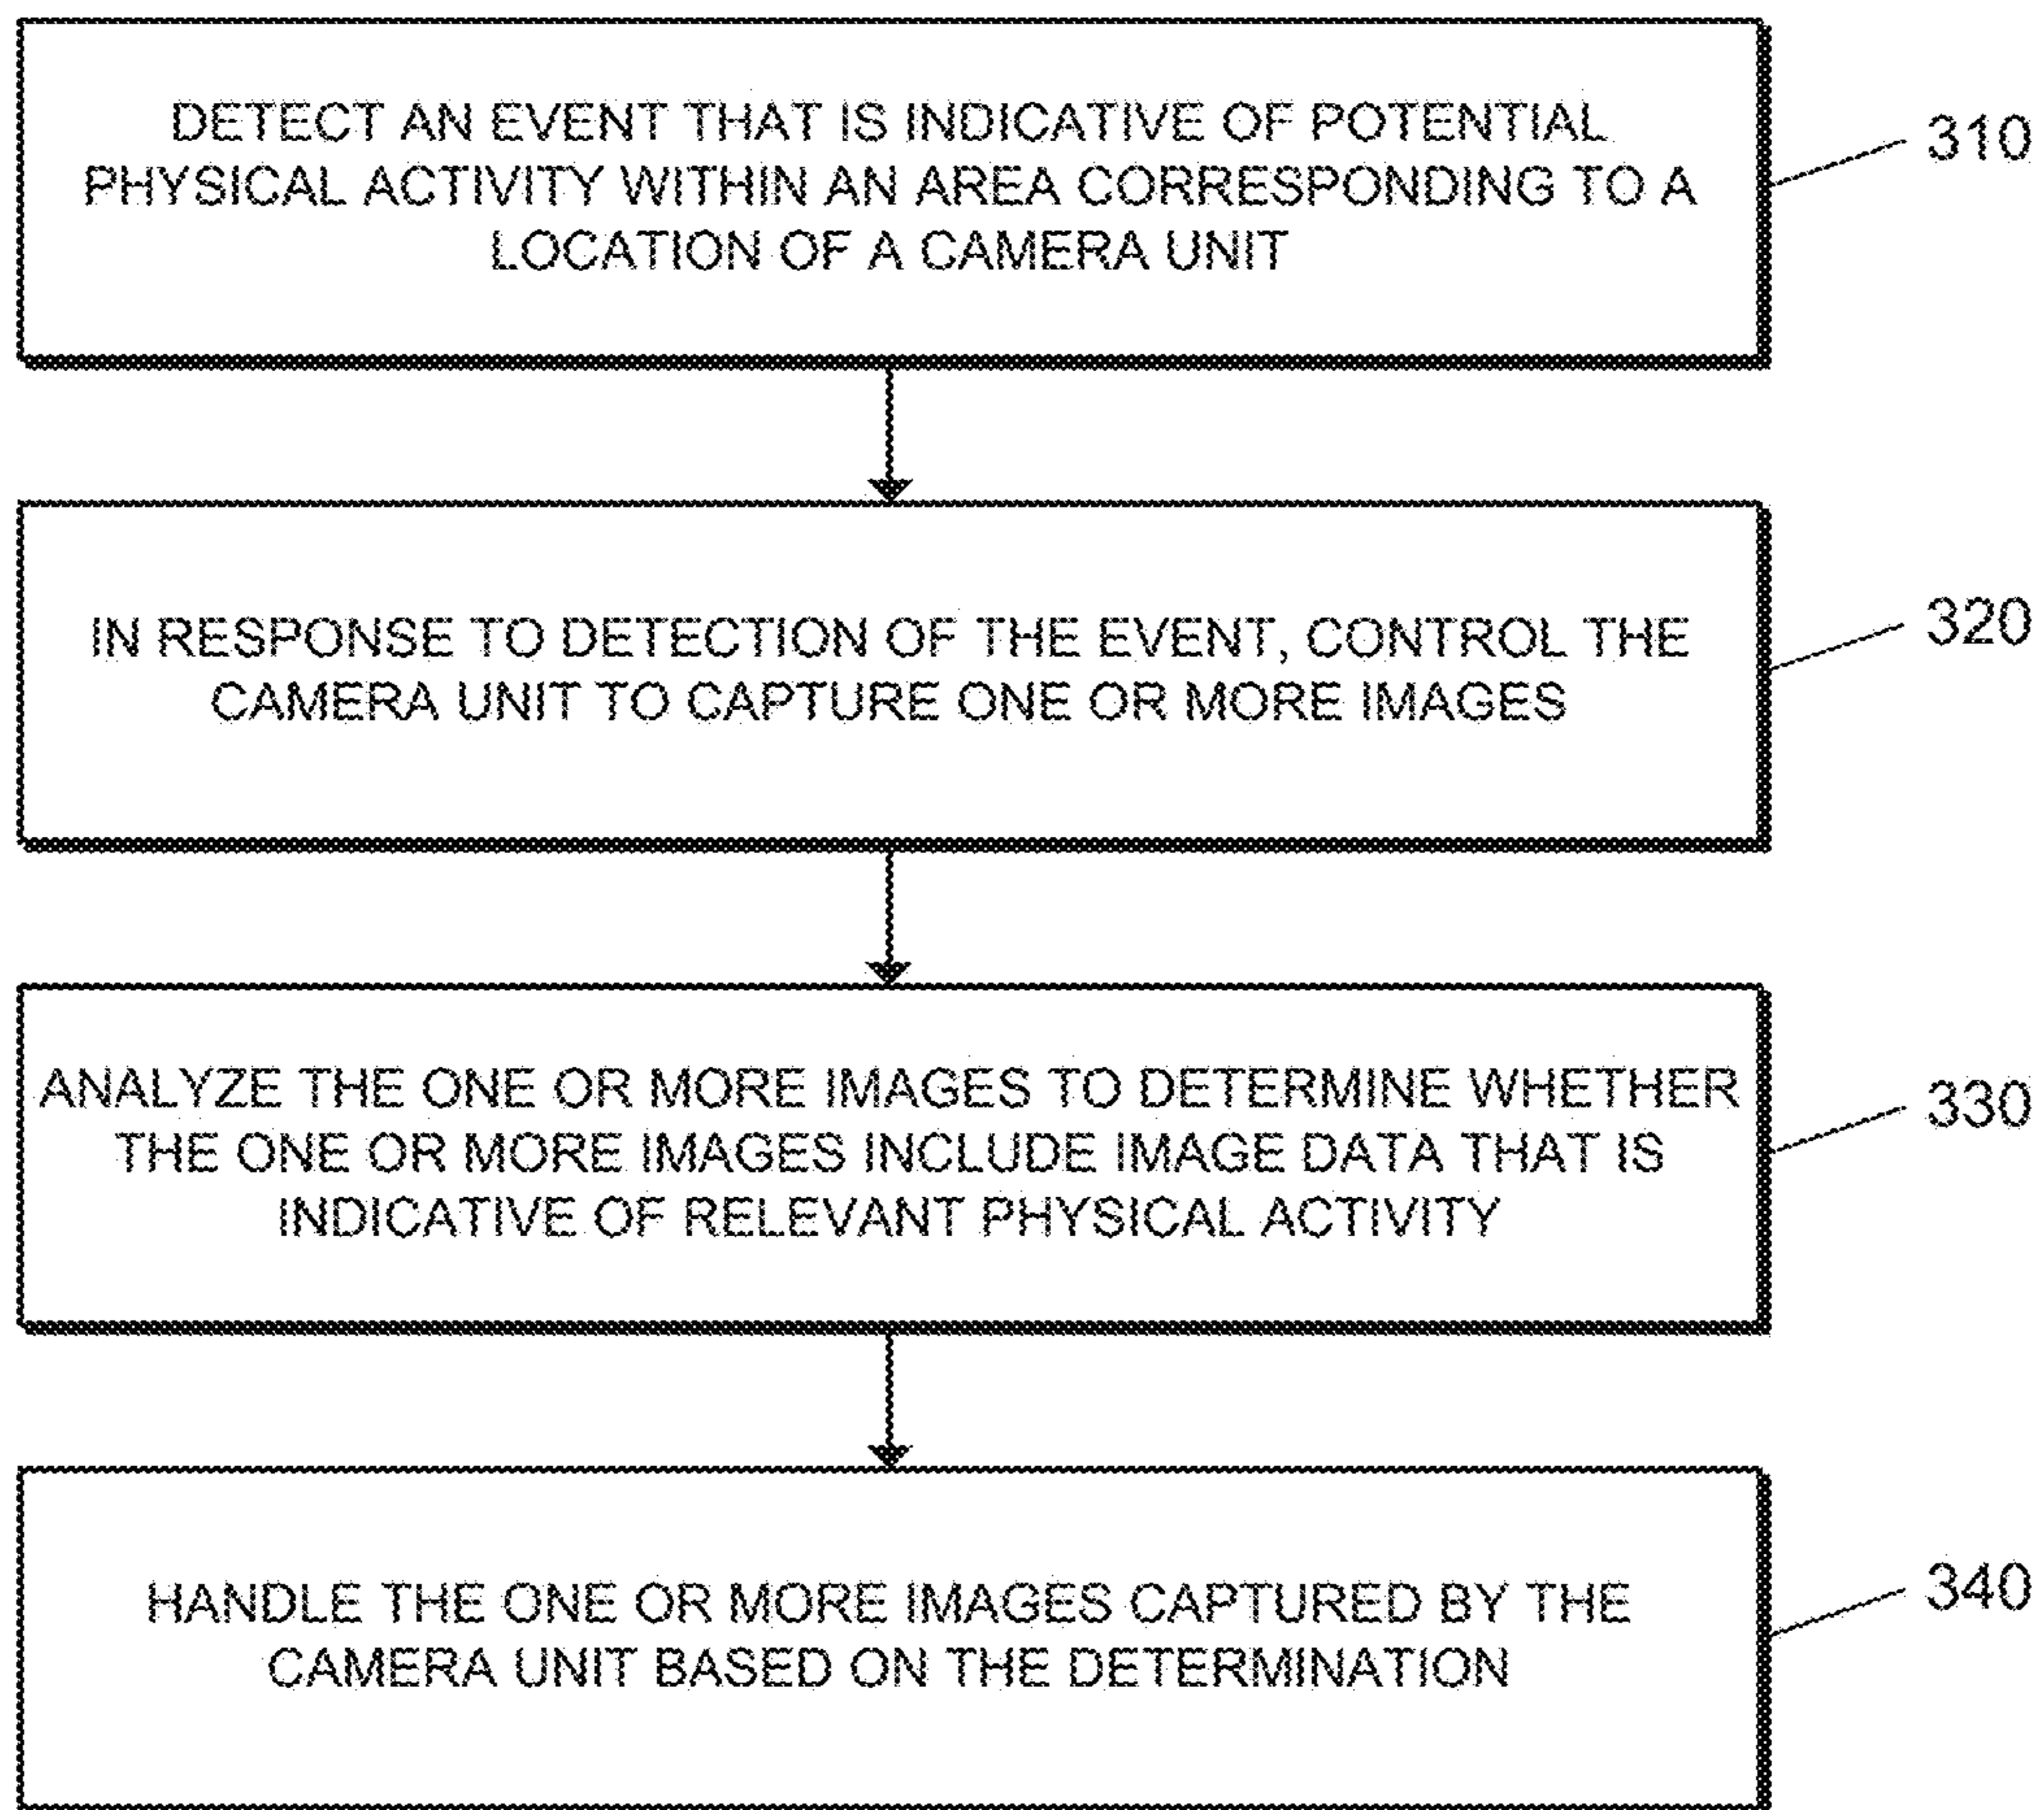 DETECT AN EVENT THAT IS INDICATIVE OF POTENTIAL
PHYSICAL ACTIVITY WITHIN AN AREA CORRESPONDING TO A
LOCATION OF A CAMERA UNIT
310
IN RESPONSE TO DETECTION OF THE EVENT, CONTROL THE
CAMERA UNIT TO CAPTURE ONE OR MORE IMAGES
320
ANALYZE THE ONE OR MORE IMAGES TO DETERMINE WHETHER
THE ONE OR MORE IMAGES INCLUDE IMAGE DATA THAT IS
INDICATIVE OF RELEVANT PHYSICAL ACTIVITY
330
HANDLE THE ONE OR MORE IMAGES CAPTURED BY THE
CAMERA UNIT BASED ON THE DETERMINATION
340